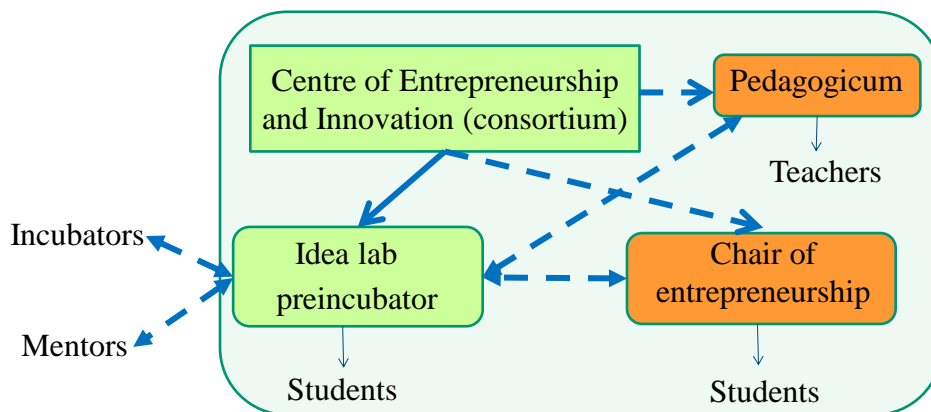 Centre of Entrepreneurship
and Innovation (consortium)
Pedagogicum
Teachers
Incubators
Mentors
Idea lab
preincubator
Chair of
entrepreneurship
Students
Students